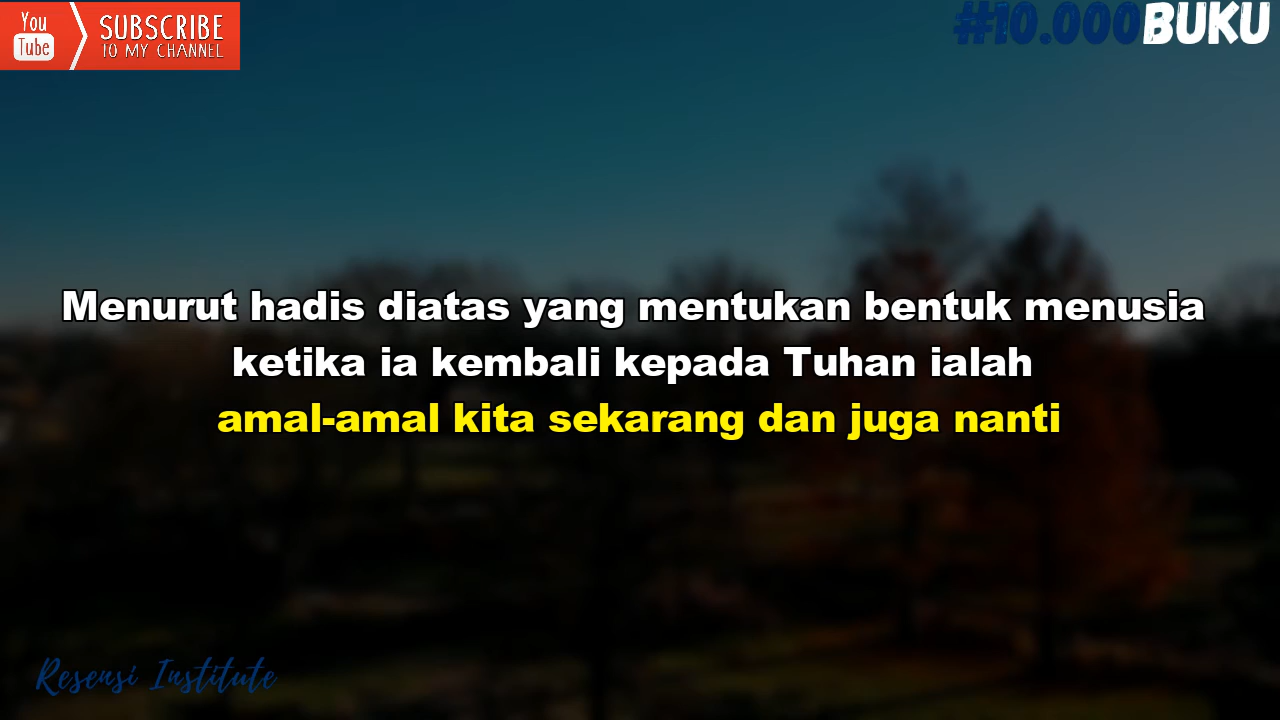 You
Tube
SUBSCRIBE
TO MY CHANNEL
#10.000BUKU
Menurut hadis diatas yang mentukan bentuk menusia
ketika ia kembali kepada Tuhan ialah
amal-amal kita sekarang dan juga nanti
Resensi Institute